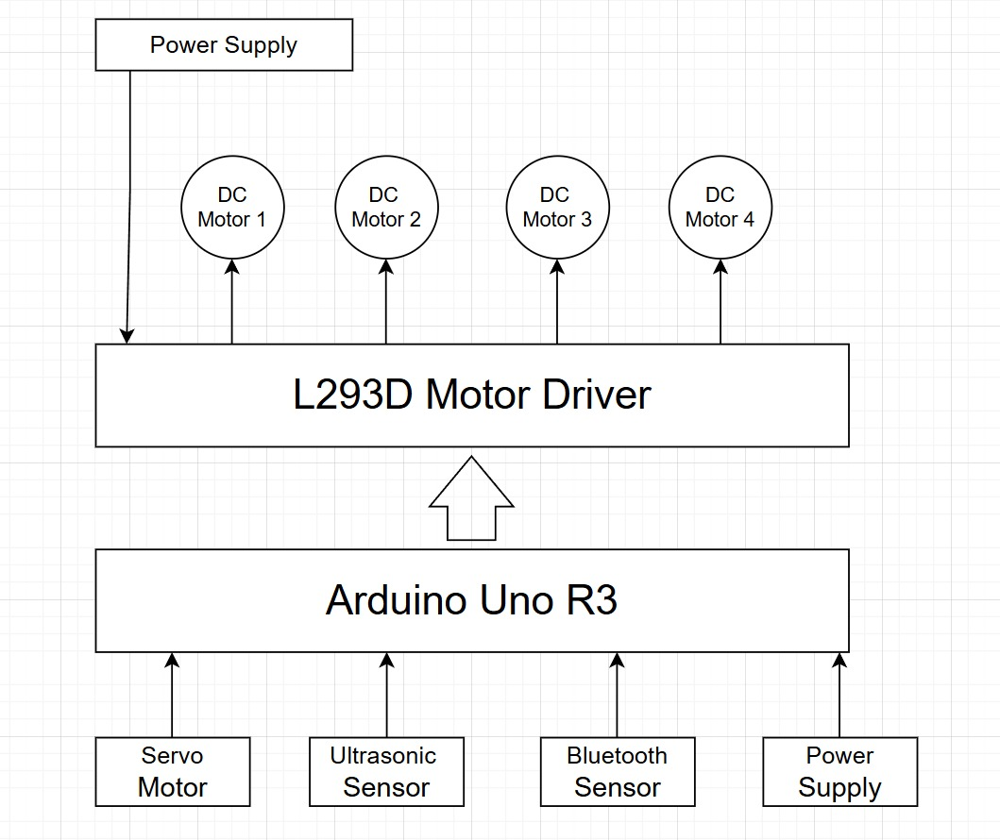 Power Supply
DC
Motor 1
DC
Motor 2
DC
Motor 3
DC
Motor 4
L293D Motor Driver
Arduino Uno R3
Servo
Motor
Ultrasonic
Sensor
Bluetooth
Sensor
Power
Supply